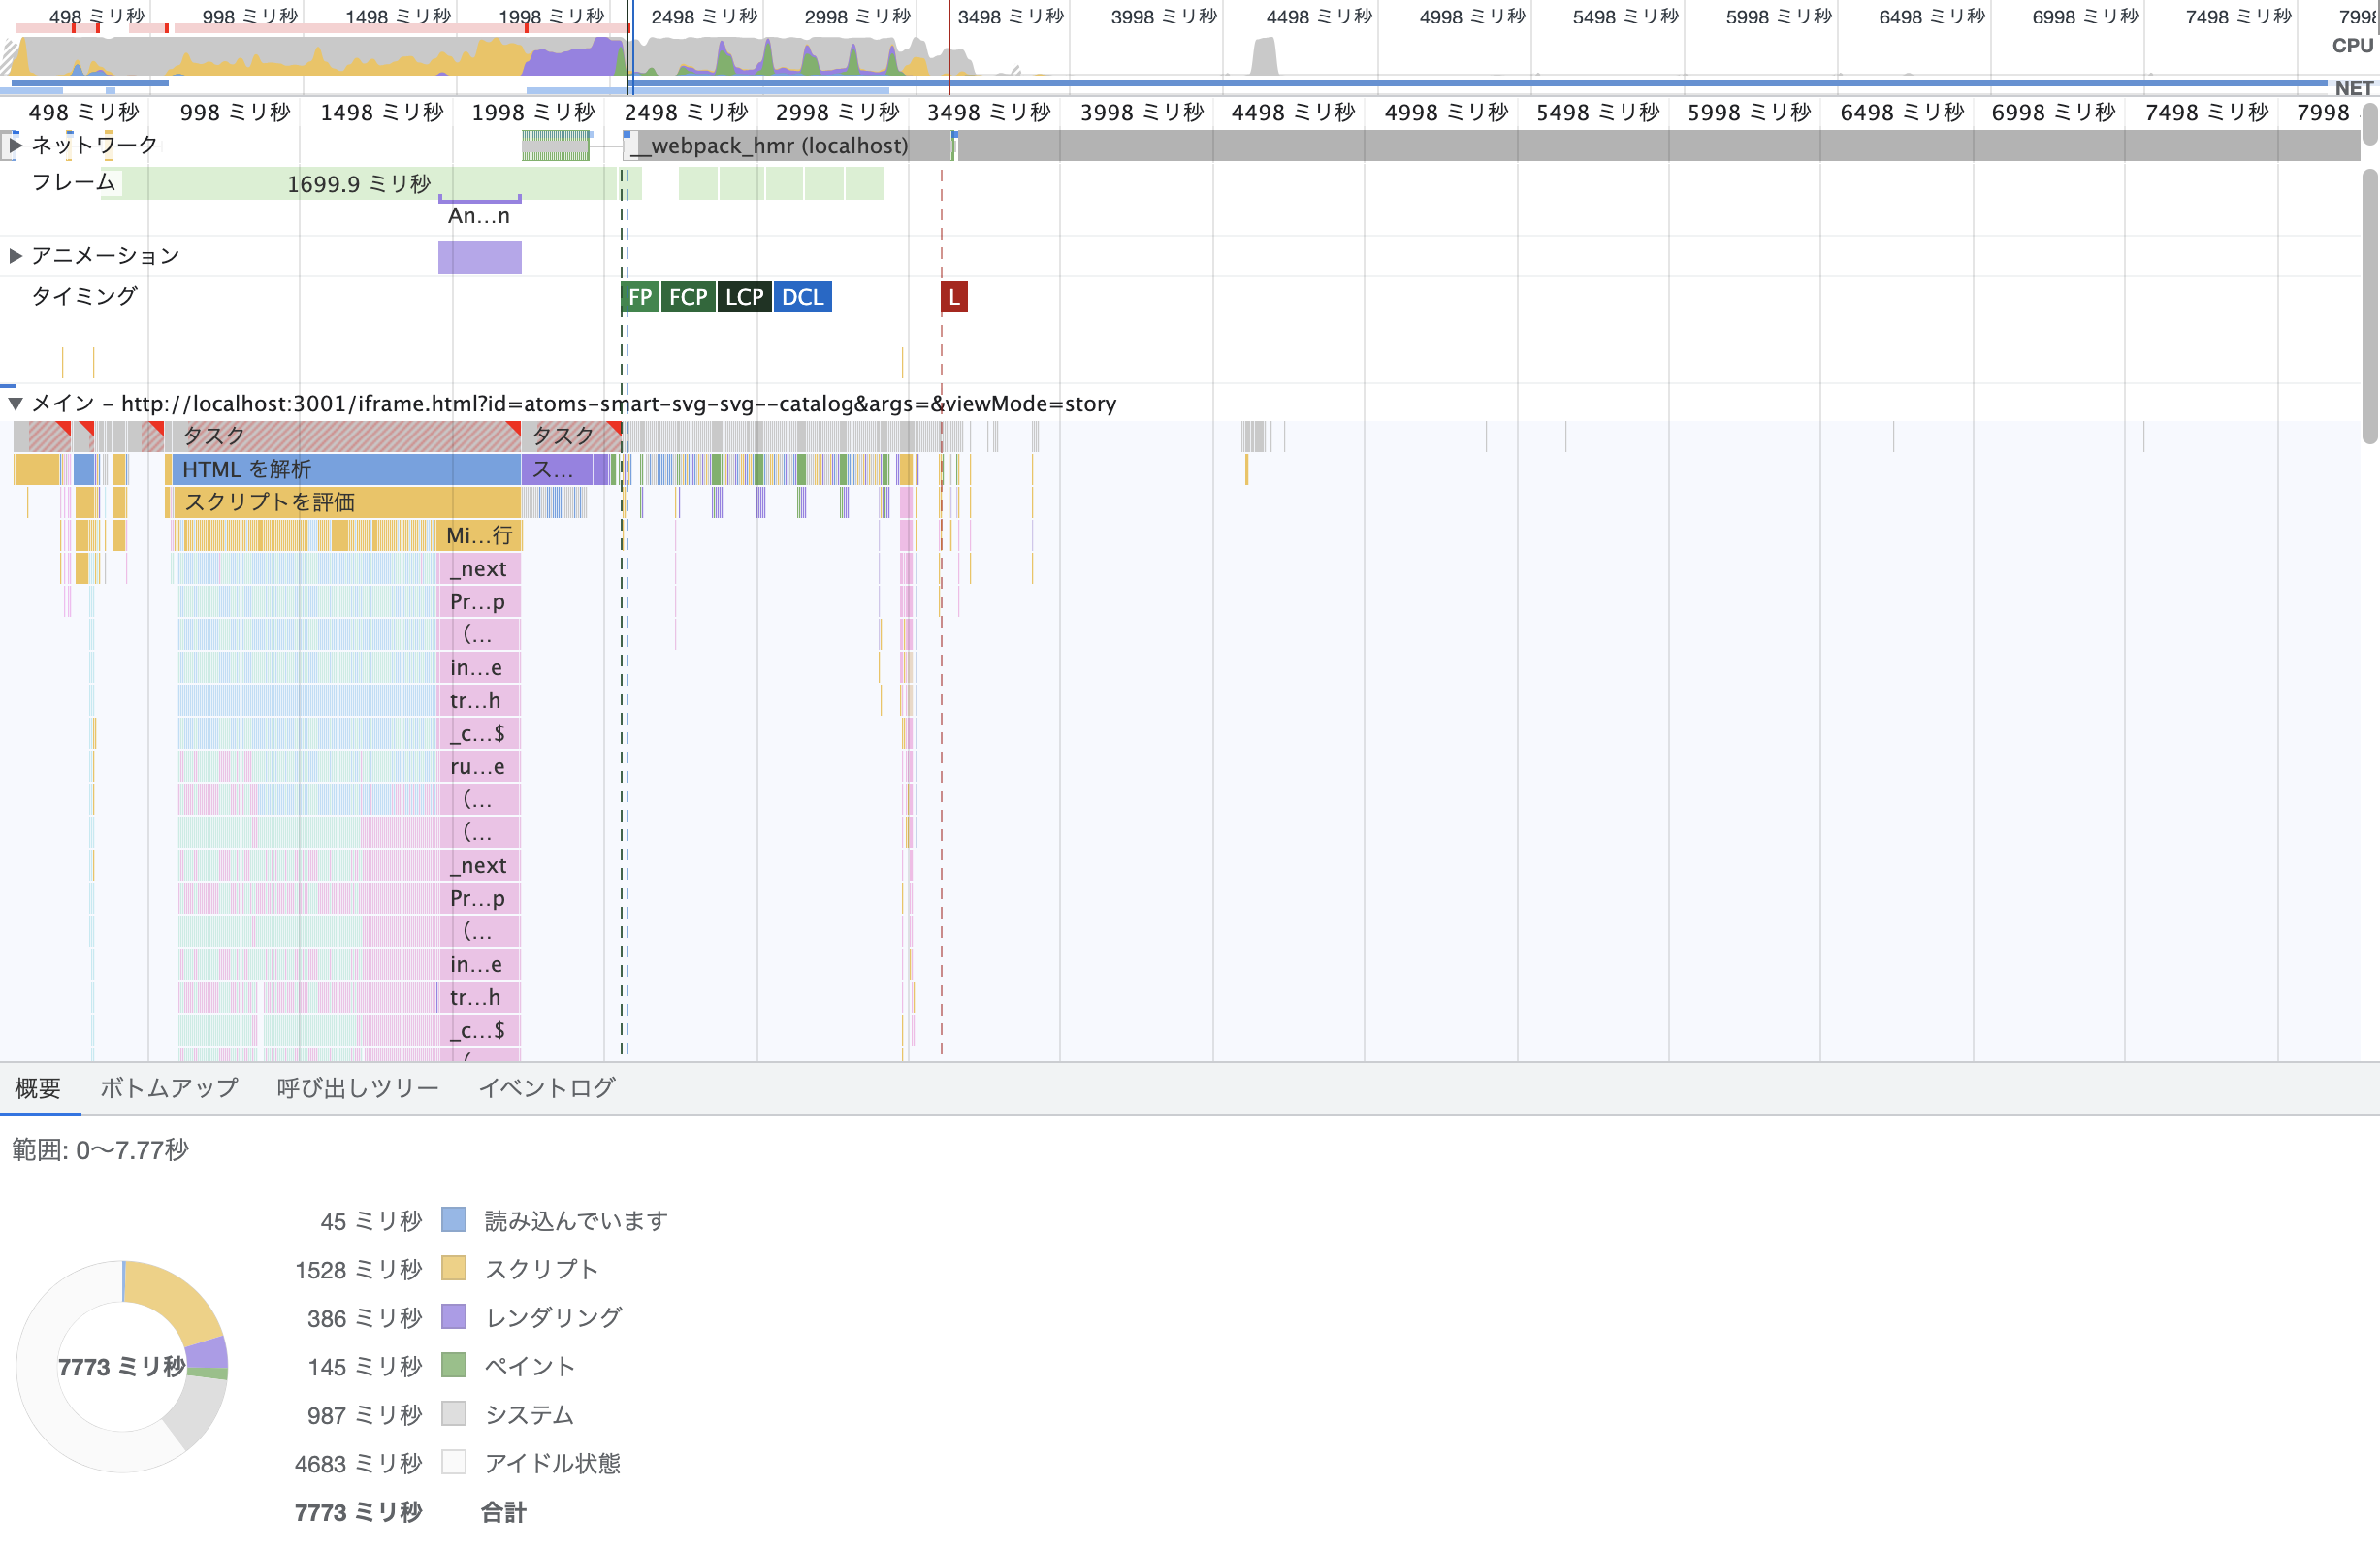 498 ミリ秒 998 ミリ秒 1498 ミリ秒 1998 ミリ秒 2498 ミリ秒 2998 ミリ秒 3498 ミリ秒 3998 ミリ秒 4498 ミリ秒 4998 ミリ秒 5498 ミリ秒 5998 ミリ秒 6498 ミリ秒 6998 ミリ秒 7498 ミリ秒
CPU
NET
498 ミリ秒 998 ミリ秒 1498 ミリ秒 1998 ミリ秒 2498 ミリ秒 2998 ミリ秒 3498 ミリ秒 3998 ミリ秒 4498 ミリ秒 4998 ミリ秒 5498 ミリ秒 5998 ミリ秒 6498 ミリ秒 6998 ミリ秒 7498 ミリ秒 7998
ネットワーク __webpack_hmr (localhost)
フレーム 1699.9 ミリ秒
An…n
アニメーション
タイミング FP FCP LCP DCL L
メイン – http://localhost:3001/iframe.html?id=atoms-smart-svg-svg--catalog&args=&viewMode=story
タスク タスク
HTML を解析 ス…
スクリプトを評価
Mi…行
_next
Pr…p
(…
in…e
tr…h
_c…$
ru…e
(…
(…
_next
Pr…p
(…
in…e
tr…h
_c…$
概要 ボトムアップ 呼び出しツリー イベントログ
範囲: 0～7.77秒
45 ミリ秒 読み込んでいます
1528 ミリ秒 スクリプト
386 ミリ秒 レンダリング
145 ミリ秒 ペイント
987 ミリ秒 システム
4683 ミリ秒 アイドル状態
7773 ミリ秒 合計
7773 ミリ秒